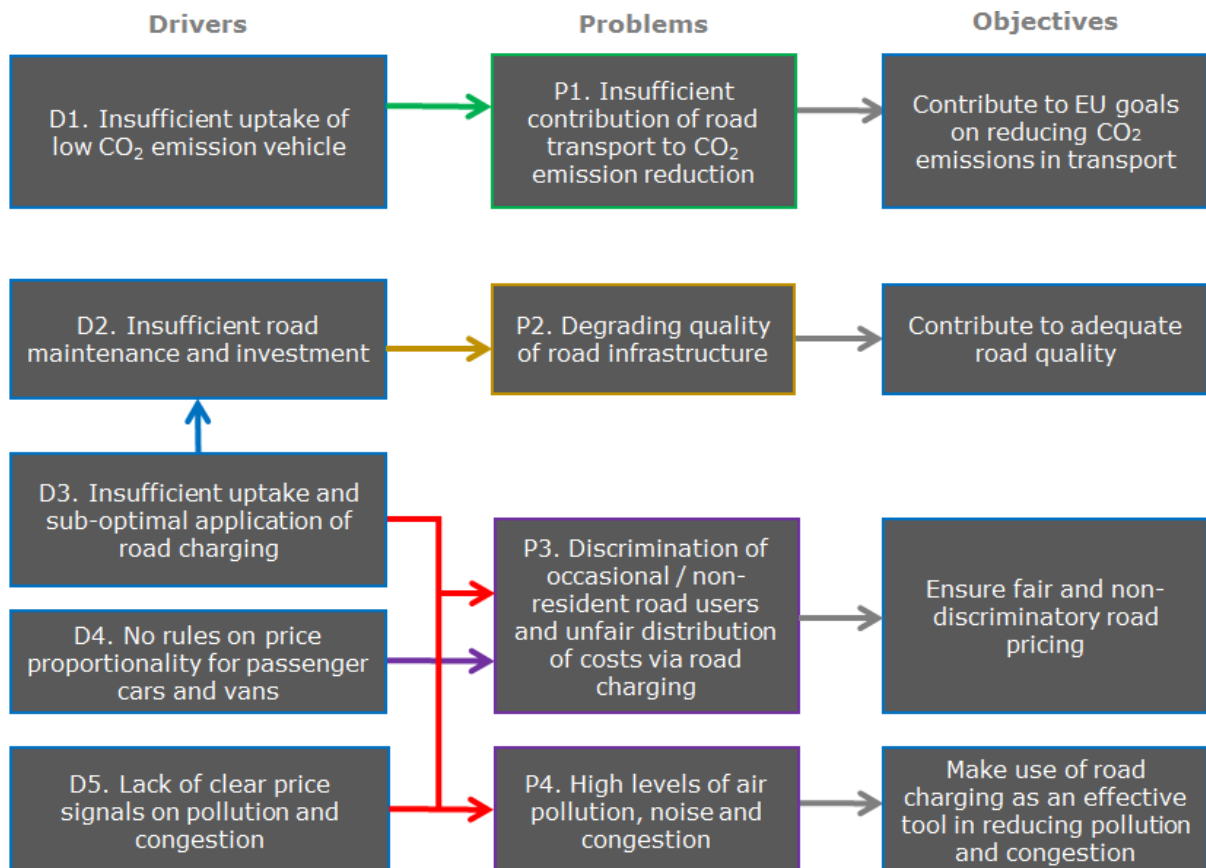 Drivers
Problems
Objectives
D1. Insufficient uptake of
low CO₂ emission vehicle
P1. Insufficient
contribution of road
transport to CO₂
emission reduction
Contribute to EU goals
on reducing CO₂
emissions in transport
D2. Insufficient road
maintenance and investment
P2. Degrading quality
of road infrastructure
Contribute to adequate
road quality
D3. Insufficient uptake and
sub-optimal application of
road charging
P3. Discrimination of
occasional / non-
resident road users
and unfair distribution
of costs via road
charging
Ensure fair and non-
discriminatory road
pricing
D4. No rules on price
proportionality for passenger
cars and vans
D5. Lack of clear price
signals on pollution and
congestion
P4. High levels of air
pollution, noise and
congestion
Make use of road
charging as an effective
tool in reducing pollution
and congestion